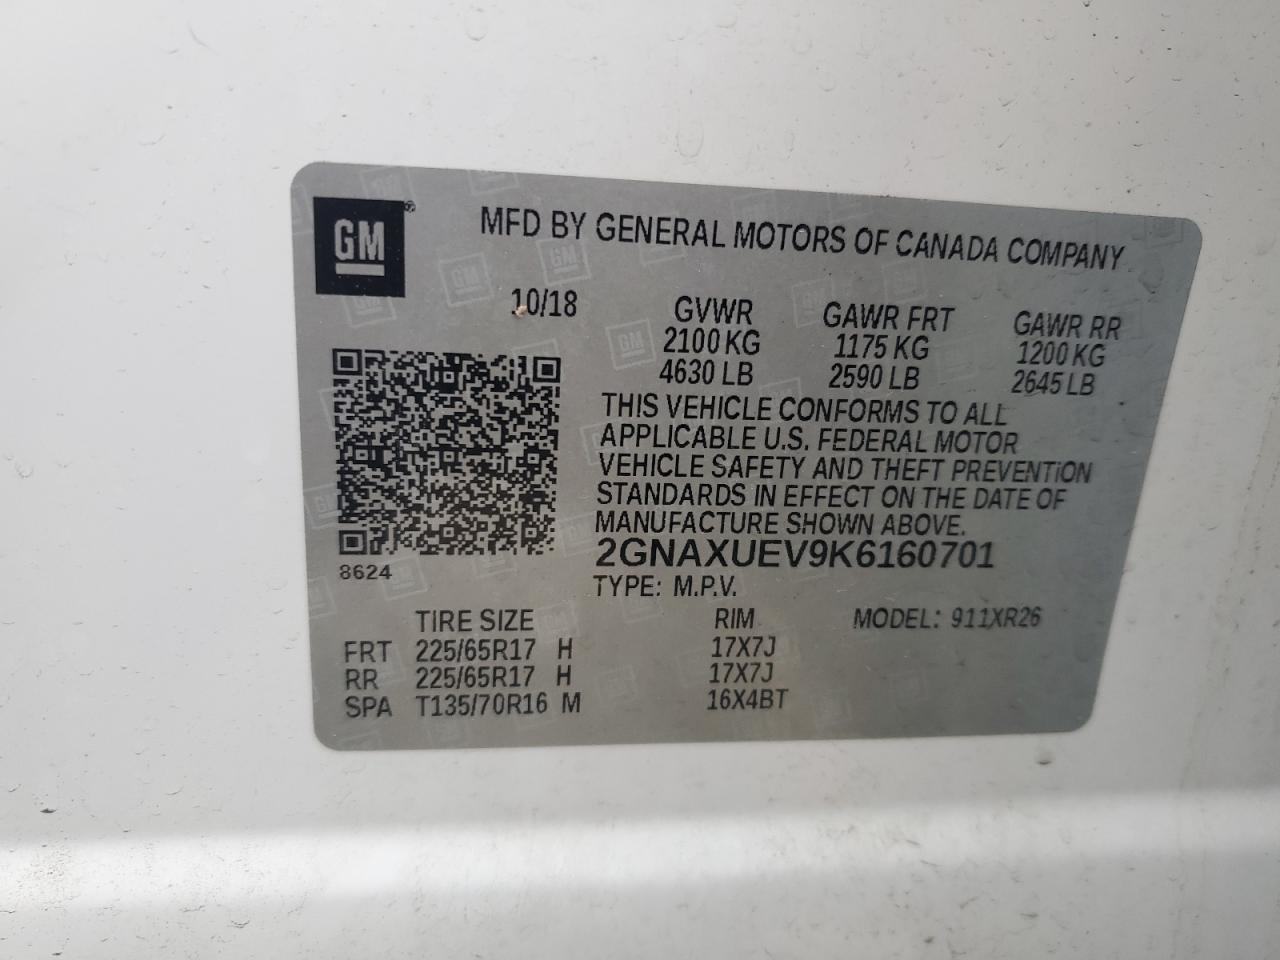 GM®
MFD BY GENERAL MOTORS OF CANADA COMPANY
10/18
GVWR GAWR FRT GAWR RR
2100 KG 1175 KG 1200 KG
4630 LB 2590 LB 2645 LB
THIS VEHICLE CONFORMS TO ALL
APPLICABLE U.S. FEDERAL MOTOR
VEHICLE SAFETY AND THEFT PREVENTION
STANDARDS IN EFFECT ON THE DATE OF
MANUFACTURE SHOWN ABOVE.
2GNAXUEV9K6160701
8624
TYPE: M.P.V.
TIRE SIZE RIM MODEL: 911XR26
FRT 225/65R17 H 17X7J
RR 225/65R17 H 17X7J
SPA T135/70R16 M 16X4BT